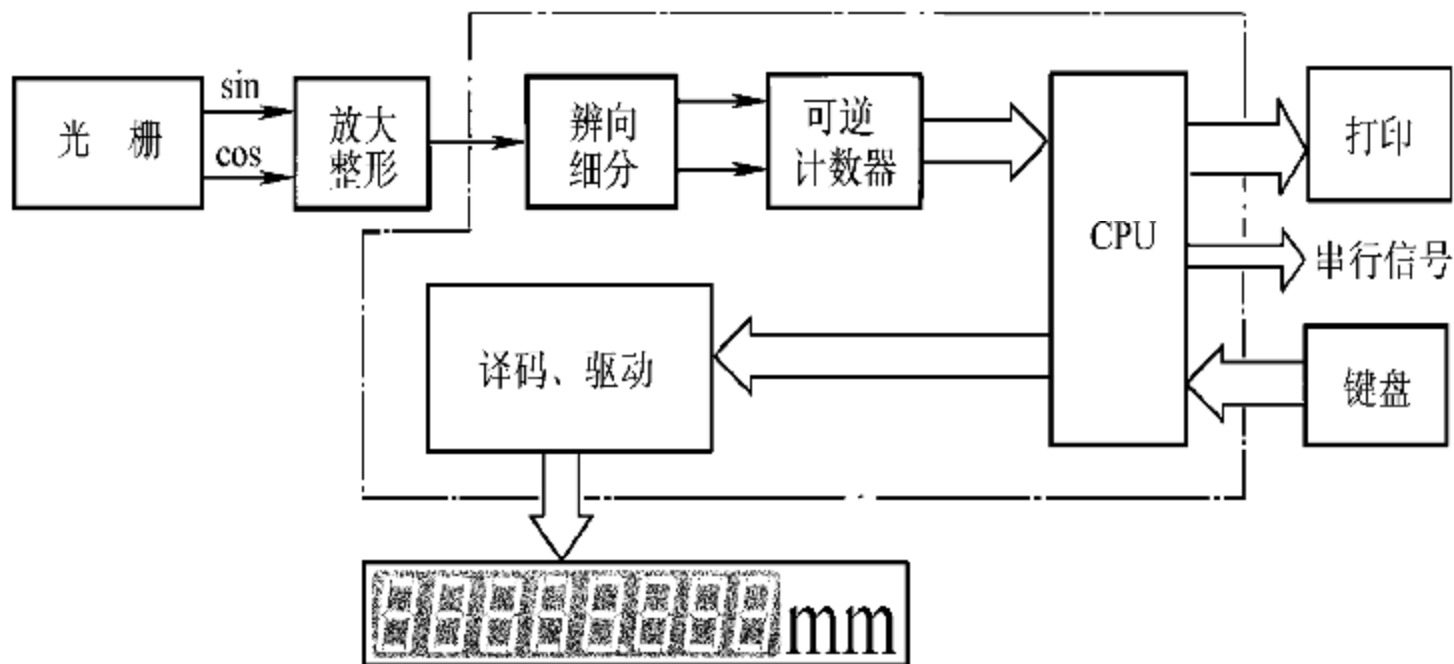 光 栅
sin
cos
放大
整形
辨向
细分
可逆
计数器
CPU
打印
串行信号
键盘
译码、驱动
mm